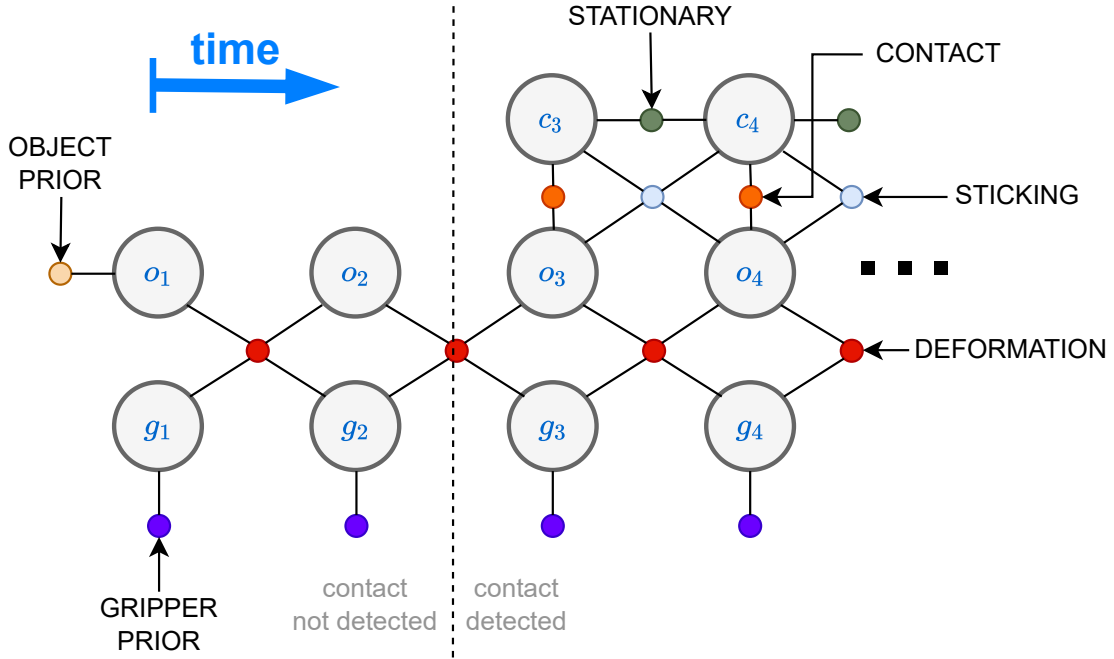 STATIONARY
time
CONTACT
c₃
c₄
OBJECT
PRIOR
STICKING
o₁
o₂
o₃
o₄
DEFORMATION
g₁
g₂
g₃
g₄
contact
not detected
contact
detected
GRIPPER
PRIOR